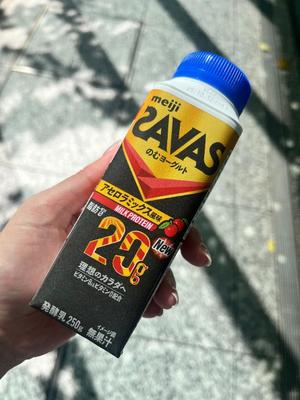 meiji
SAVAS
のむヨーグルト
アセロラミックス風味
MILK PROTEIN
脂肪0
20g
New
理想のカラダへ
ビタミンB6&ビタミンD配合
イメージ図
発酵乳 250g 無果汁